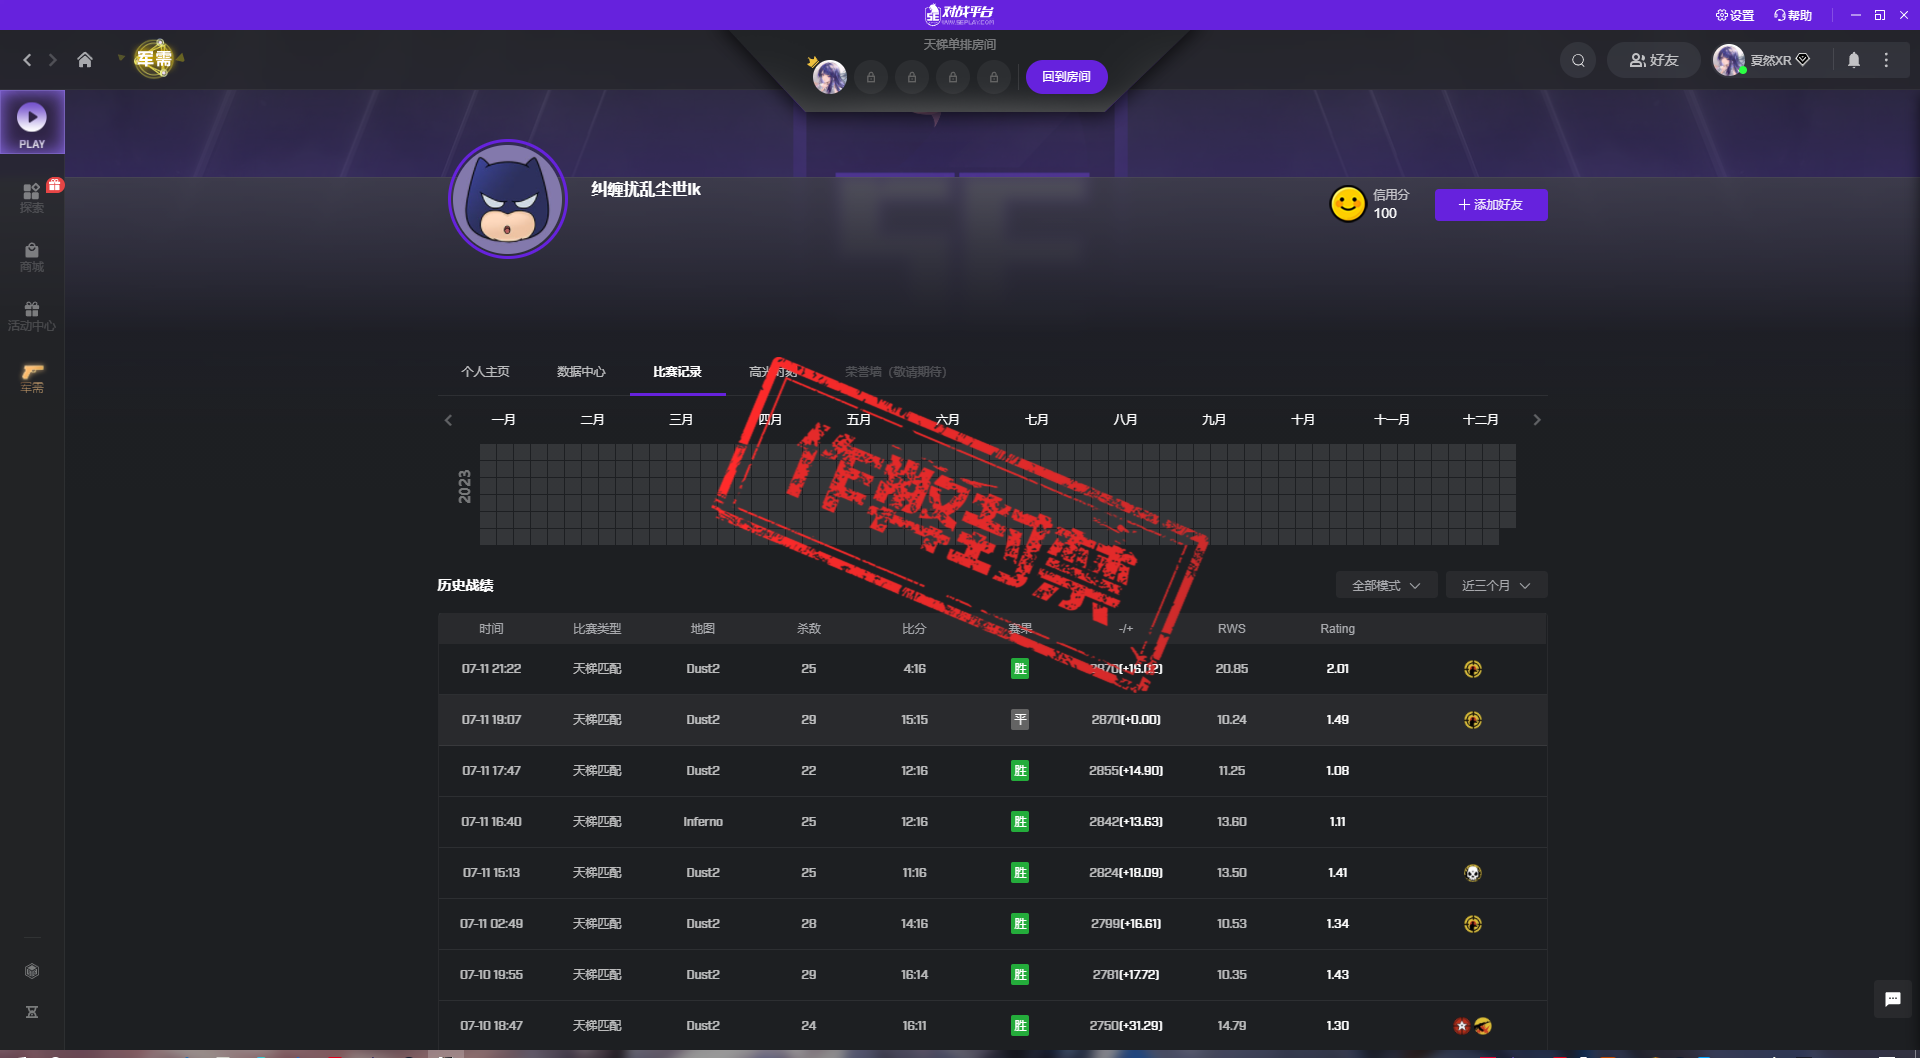 5E 对战平台
WWW.5EPLAY.COM
设置 帮助
军需
天梯单排房间
回到房间
好友
夏然XR
PLAY
探索
商城
活动中心
军需
纠缠扰乱尘世lk
信用分
100
添加好友
个人主页 数据中心 比赛记录 高光时刻 荣誉墙（敬请期待）
一月 二月 三月 四月 五月 六月 七月 八月 九月 十月 十一月 十二月
2023
作弊封禁
历史战绩
全部模式 近三个月
时间 比赛类型 地图 杀敌 比分 赛果 -/+ RWS Rating
07-11 21:22 天梯匹配 Dust2 25 4:16 胜 2870(+16.02) 20.85 2.01
07-11 19:07 天梯匹配 Dust2 29 15:15 平 2870(+0.00) 10.24 1.49
07-11 17:47 天梯匹配 Dust2 22 12:16 胜 2855(+14.90) 11.25 1.08
07-11 16:40 天梯匹配 Inferno 25 12:16 胜 2842(+13.63) 13.60 1.11
07-11 15:13 天梯匹配 Dust2 25 11:16 胜 2824(+18.09) 13.50 1.41
07-11 02:49 天梯匹配 Dust2 28 14:16 胜 2799(+16.61) 10.53 1.34
07-10 19:55 天梯匹配 Dust2 29 16:14 胜 2781(+17.72) 10.35 1.43
07-10 18:47 天梯匹配 Dust2 24 16:11 胜 2750(+31.29) 14.79 1.30